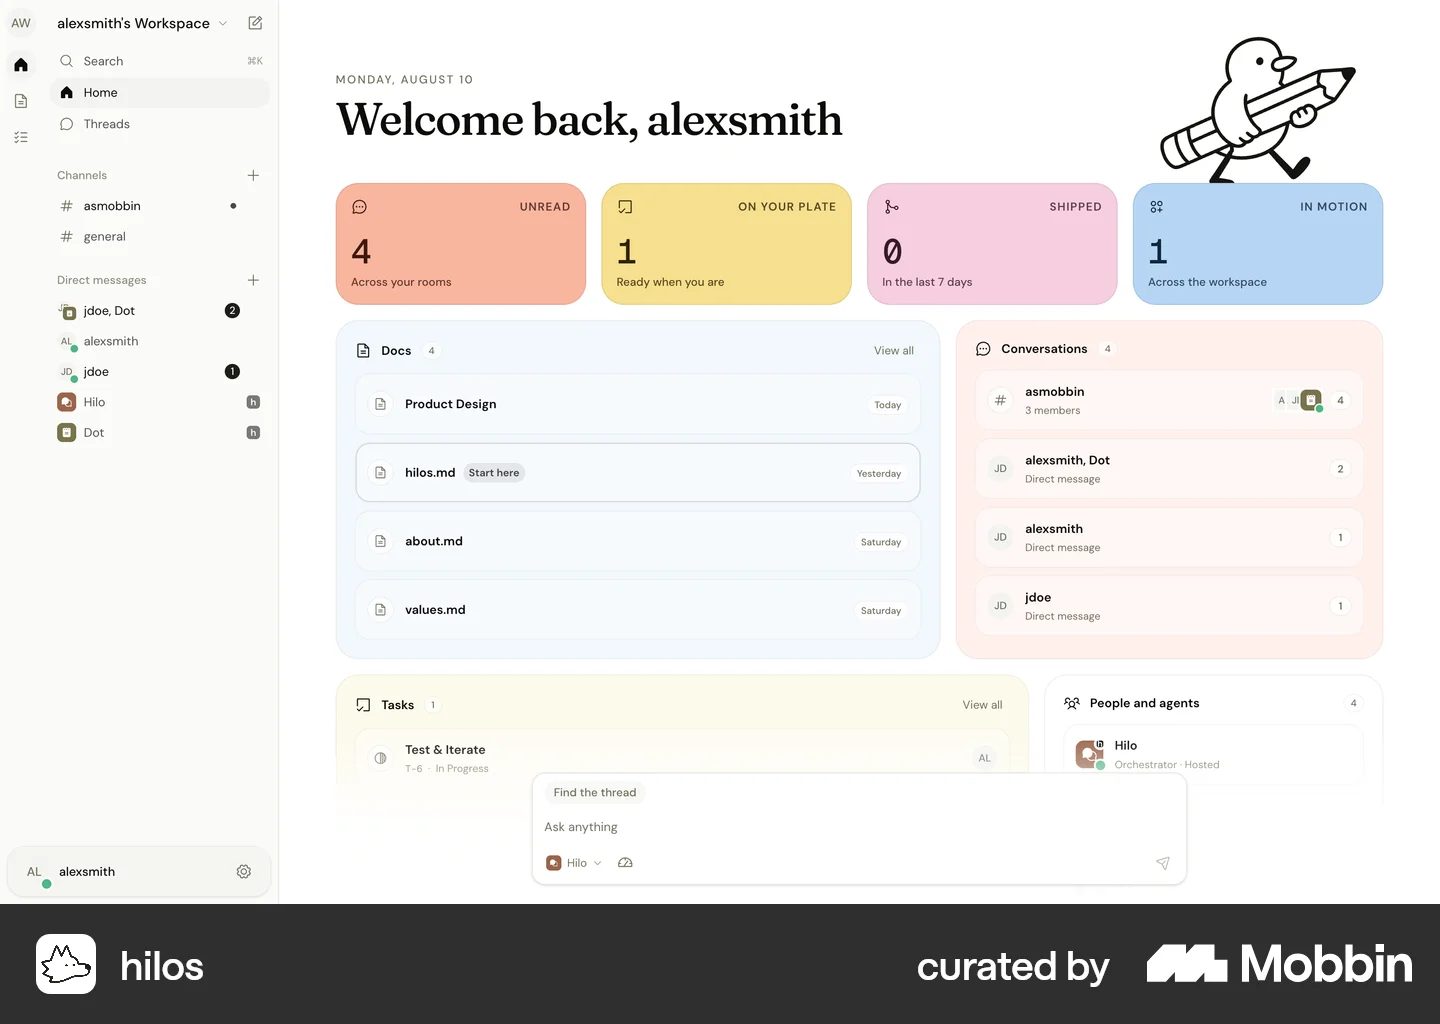 AW
alexsmith's Workspace
Search
⌘K
Home
Threads
Channels
# asmobbin
# general
Direct messages
jdoe, Dot
2
AL
alexsmith
JD
jdoe
1
Hilo
h
Dot
h
AL
alexsmith
MONDAY, AUGUST 10
Welcome back, alexsmith
UNREAD
4
Across your rooms
ON YOUR PLATE
1
Ready when you are
SHIPPED
0
In the last 7 days
IN MOTION
1
Across the workspace
Docs
4
View all
Product Design
Today
hilos.md
Start here
Yesterday
about.md
Saturday
values.md
Saturday
Conversations
4
#
asmobbin
3 members
A
4
JD
alexsmith, Dot
Direct message
2
JD
alexsmith
Direct message
1
JD
jdoe
Direct message
1
Tasks
1
View all
Test & Iterate
T-6 · In Progress
AL
People and agents
4
h
Hilo
Orchestrator · Hosted
Find the thread
Ask anything
Hilo
hilos
curated by
Mobbin